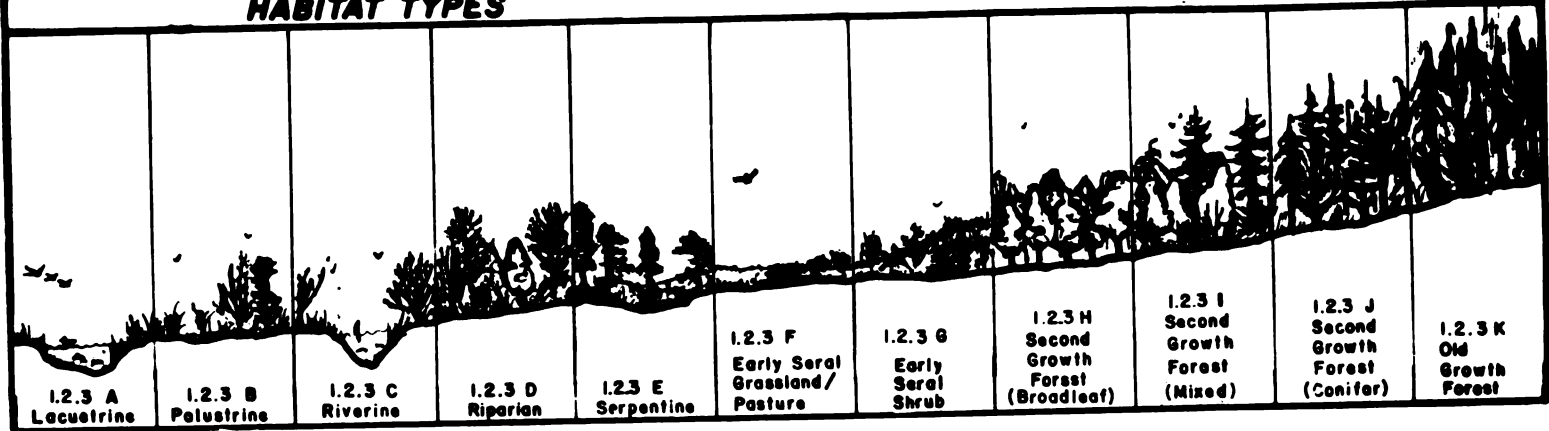 HABITAT TYPES
1.2.3 A
Lacuetrine
1.2.3 B
Palustrine
1.2.3 C
Riverine
1.2.3 D
Riparian
1.2.3 E
Serpentine
1.2.3 F
Early Seral
Grassland/
Pasture
1.2.3 G
Early
Seral
Shrub
1.2.3 H
Second
Growth
Forest
(Broadleaf)
1.2.3 I
Second
Growth
Forest
(Mixed)
1.2.3 J
Second
Growth
Forest
(Conifar)
1.2.3 K
Old
Growth
Forest